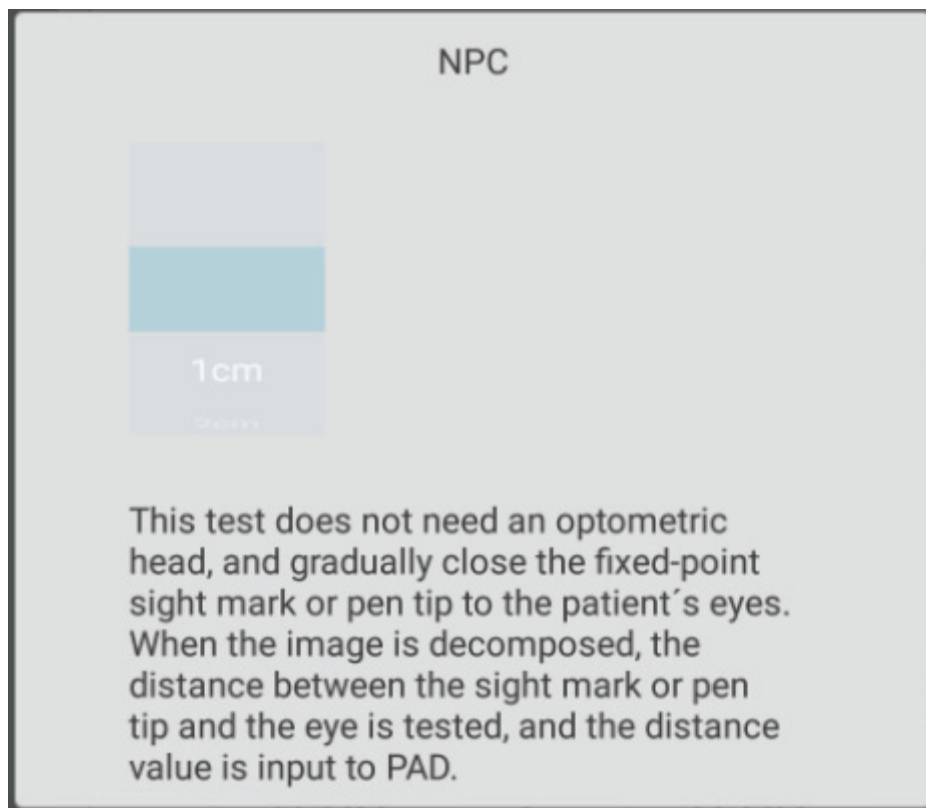 NPC
1cm
This test does not need an optometric
head, and gradually close the fixed-point
sight mark or pen tip to the patient´s eyes.
When the image is decomposed, the
distance between the sight mark or pen
tip and the eye is tested, and the distance
value is input to PAD.